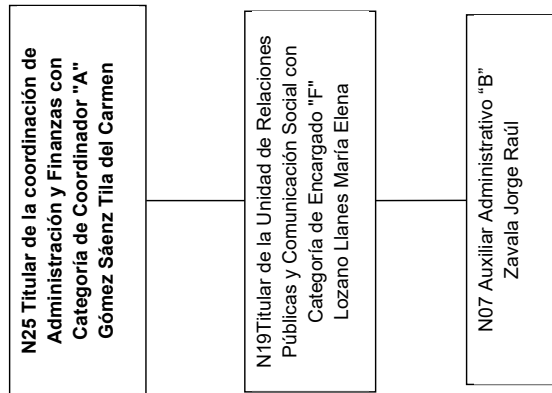 N25 Titular de la coordinación de
Administración y Finanzas con
Categoría de Coordinador "A"
Gómez Sáenz Tila del Carmen
N19Titular de la Unidad de Relaciones
Públicas y Comunicación Social con
Categoría de Encargado "F"
Lozano Llanes María Elena
N07 Auxiliar Administrativo “B”
Zavala Jorge Raúl